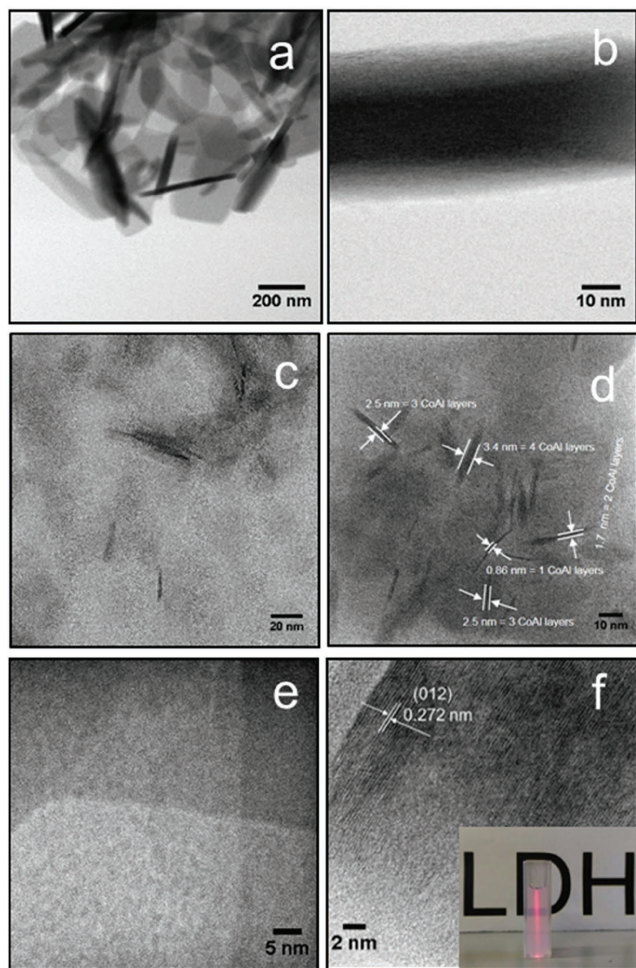 a
200 nm
b
10 nm
c
20 nm
d
2.5 nm = 3 CoAl layers
3.4 nm = 4 CoAl layers
1.7 nm = 2 CoAl layers
0.86 nm = 1 CoAl layers
2.5 nm = 3 CoAl layers
10 nm
e
5 nm
f
(012)
0.272 nm
2 nm
LDH